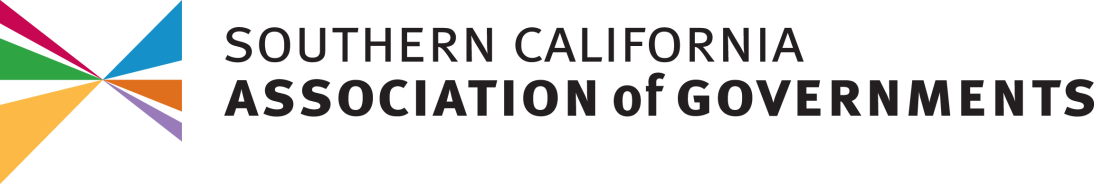 SOUTHERN CALIFORNIA
ASSOCIATION of GOVERNMENTS